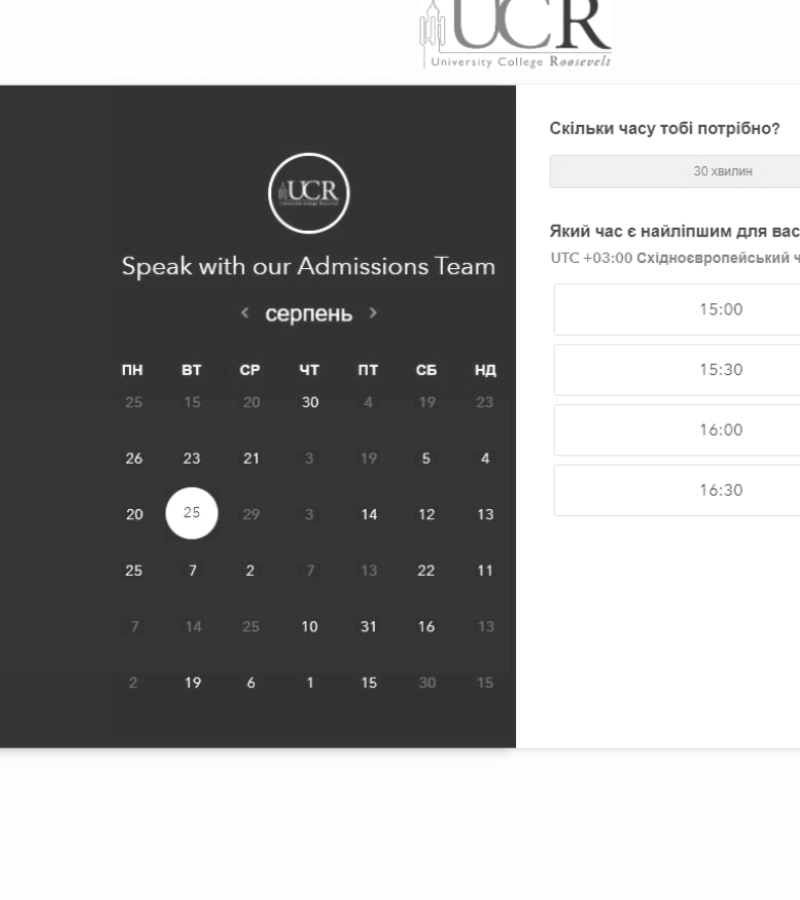 UCR
University College Roosevelt
UCR
Speak with our Admissions Team
серпень
ПН ВТ СР ЧТ ПТ СБ НД
25 15 20 30 4 19 23
26 23 21 3 19 5 4
20 25 29 3 14 12 13
25 7 2 7 13 22 11
7 14 25 10 31 16 13
2 19 6 1 15 30 15
Скільки часу тобі потрібно?
30 хвилин
Який час є найліпшим для вас
UTC +03:00 Східноєвропейський ч
15:00
15:30
16:00
16:30